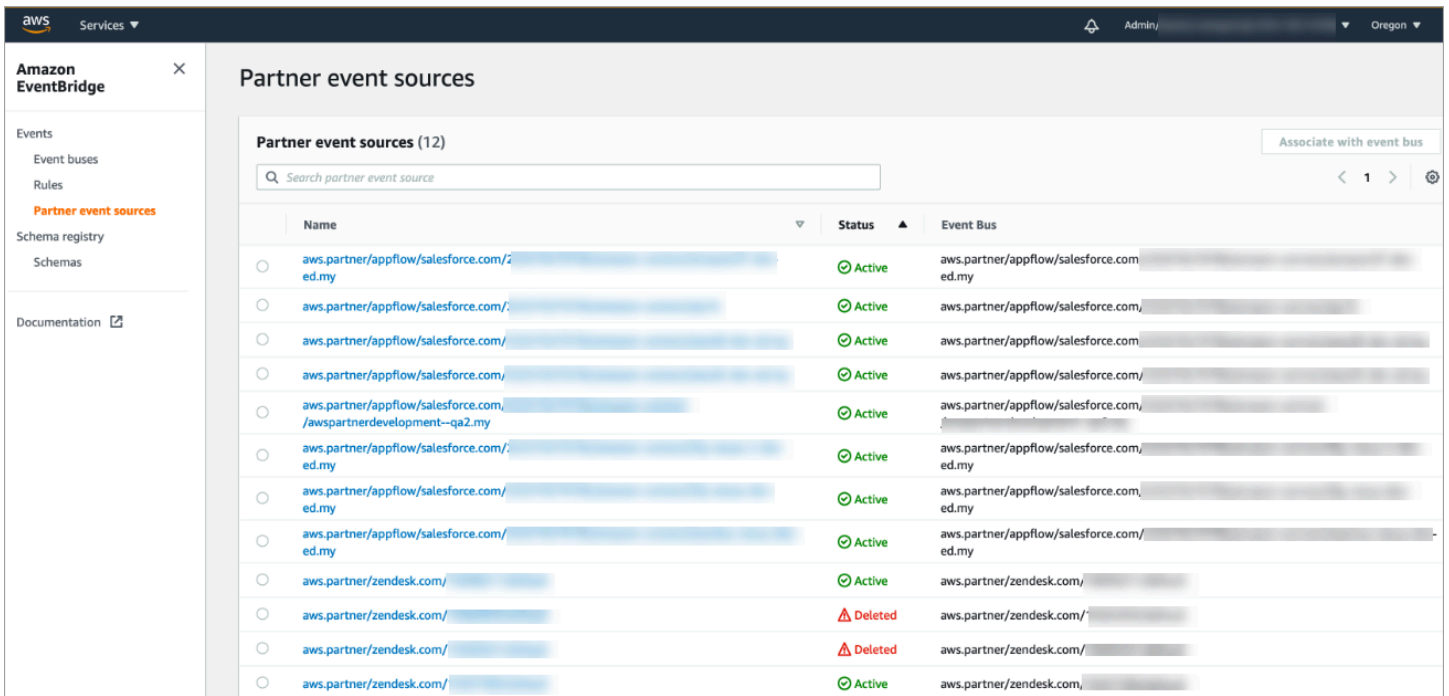 aws Services ▼ Admin/ ▼ Oregon ▼
Amazon
EventBridge
Events
Event buses
Rules
Partner event sources
Schema registry
Schemas
Documentation
Partner event sources
Partner event sources (12) Associate with event bus
Search partner event source 1
Name Status Event Bus
aws.partner/appflow/salesforce.com/2 Active aws.partner/appflow/salesforce.com
ed.my ed.my
aws.partner/appflow/salesforce.com/ Active aws.partner/appflow/salesforce.com/
aws.partner/appflow/salesforce.com/ Active aws.partner/appflow/salesforce.com
aws.partner/appflow/salesforce.com/ Active aws.partner/appflow/salesforce.com/
aws.partner/appflow/salesforce.com/ Active aws.partner/appflow/salesforce.com/
/awspartnerdevelopment--qa2.my
aws.partner/appflow/salesforce.com/ Active aws.partner/appflow/salesforce.com/
ed.my ed.my
aws.partner/appflow/salesforce.com/ Active aws.partner/appflow/salesforce.com/
ed.my ed.my
aws.partner/appflow/salesforce.com/ Active aws.partner/appflow/salesforce.com/
ed.my ed.my
aws.partner/zendesk.com/ Active aws.partner/zendesk.com/
aws.partner/zendesk.com/ Deleted aws.partner/zendesk.com/
aws.partner/zendesk.com/ Deleted aws.partner/zendesk.com/
aws.partner/zendesk.com/ Active aws.partner/zendesk.com/